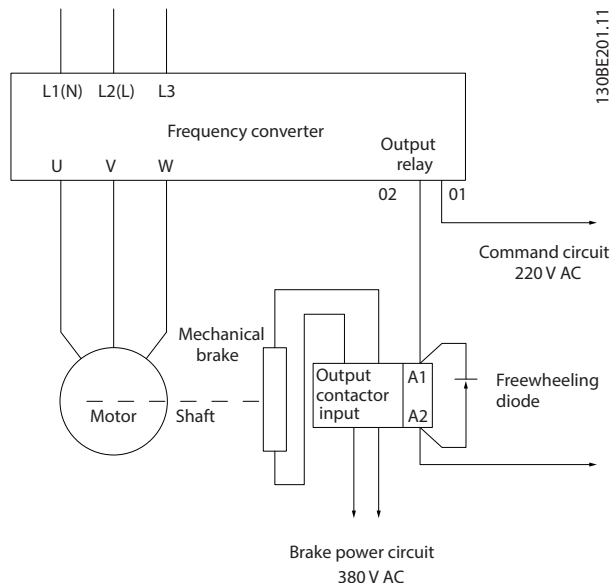 130BE201.11
L1(N) L2(L) L3
Frequency converter
Output
relay
U V W
02 01
Command circuit
220 V AC
Mechanical
brake
Output
contactor
input
A1
A2
Freewheeling
diode
Motor
Shaft
Brake power circuit
380 V AC